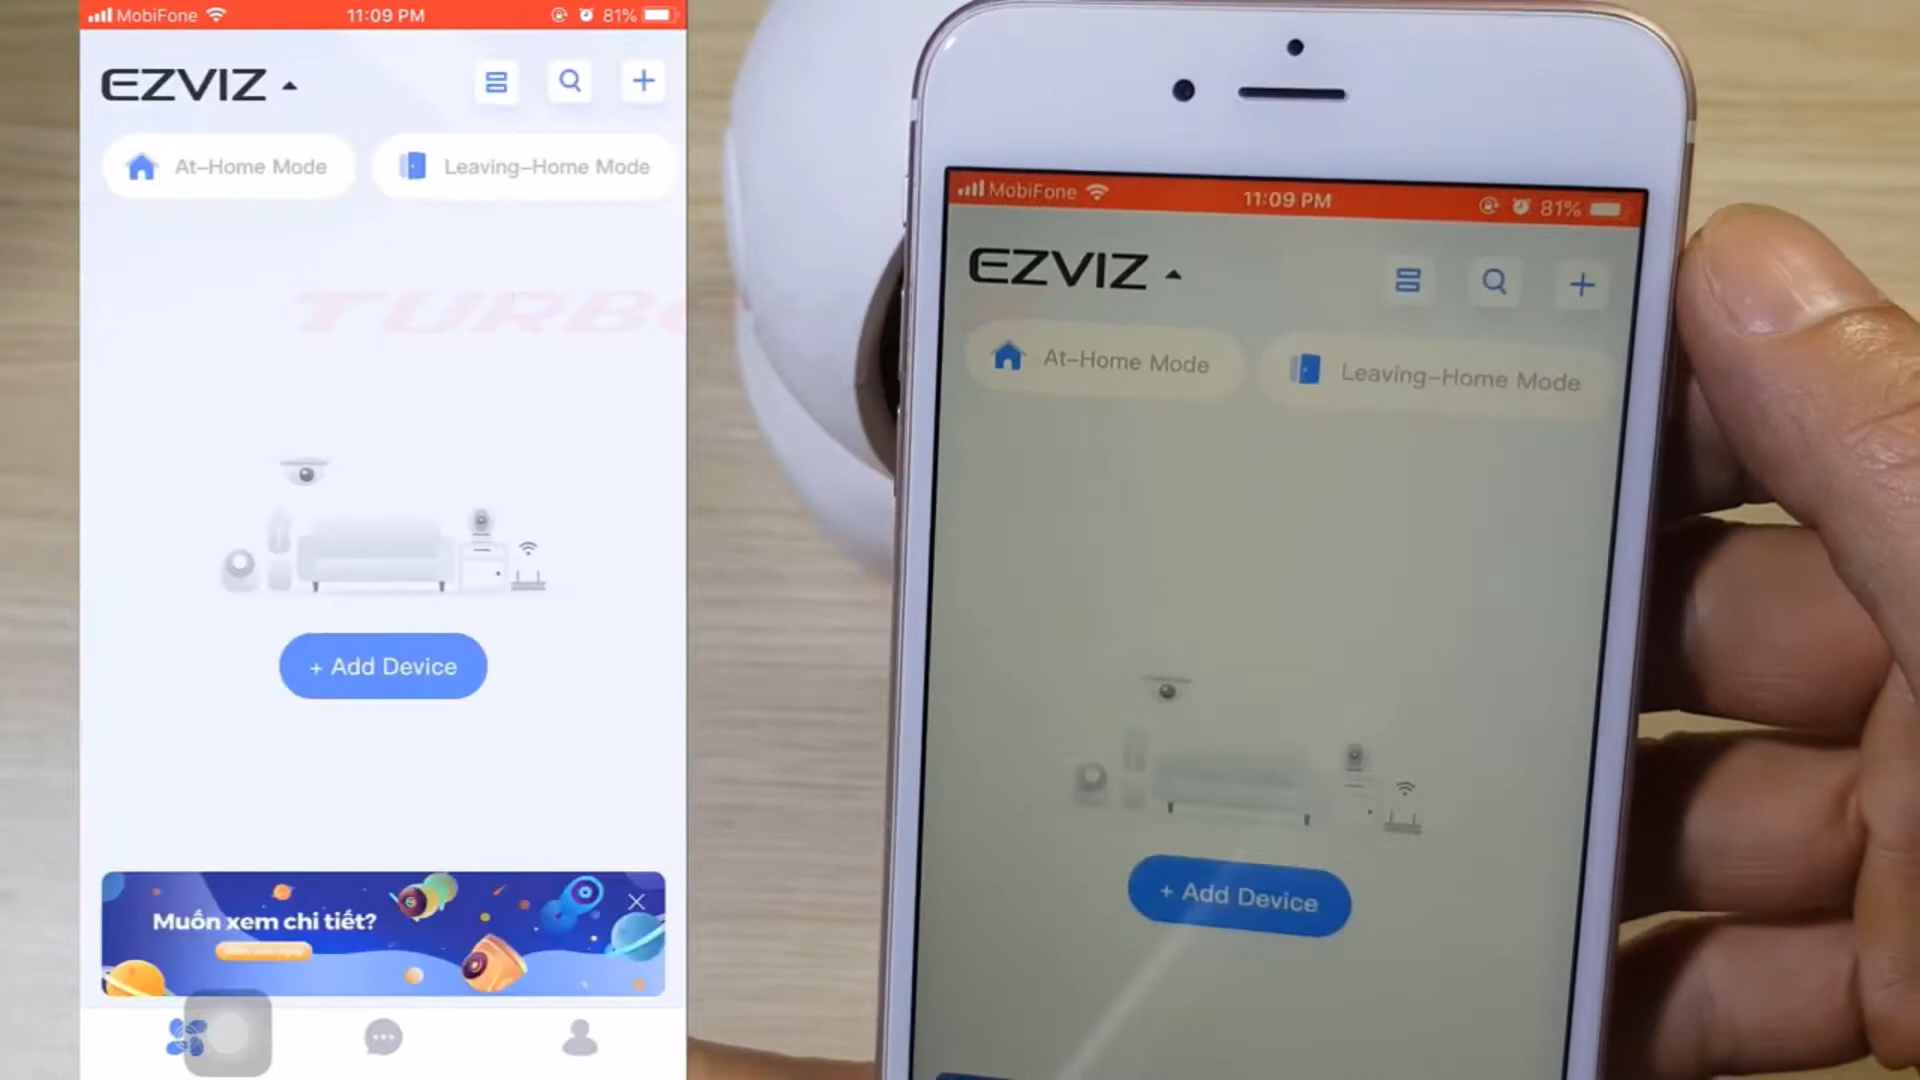 MobiFone 11:09 PM 81%
EZVIZ
At-Home Mode Leaving-Home Mode
TURB
+ Add Device
Muốn xem chi tiết?
MobiFone 11:09 PM 81%
EZVIZ
At-Home Mode Leaving-Home Mode
+ Add Device